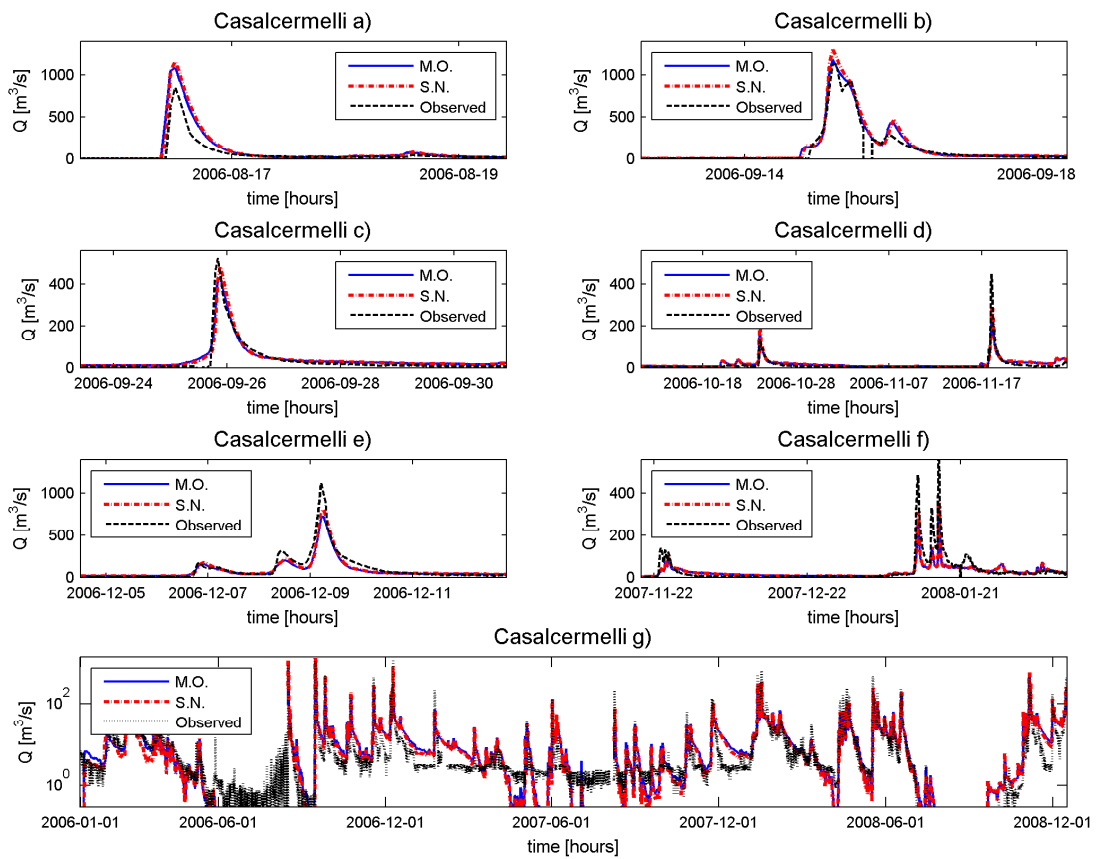 Casalcermelli a)
Q [m³/s]
1000
500
0
M.O.
S.N.
Observed
2006-08-17
2006-08-19
time [hours]
Casalcermelli b)
Q [m³/s]
1000
500
0
M.O.
S.N.
Observed
2006-09-14
2006-09-18
time [hours]
Casalcermelli c)
Q [m³/s]
400
200
0
M.O.
S.N.
Observed
2006-09-24
2006-09-26
2006-09-28
2006-09-30
time [hours]
Casalcermelli d)
Q [m³/s]
400
200
0
M.O.
S.N.
Observed
2006-10-18
2006-10-28
2006-11-07
2006-11-17
time [hours]
Casalcermelli e)
Q [m³/s]
1000
500
0
M.O.
S.N.
Observed
2006-12-05
2006-12-07
2006-12-09
2006-12-11
time [hours]
Casalcermelli f)
Q [m³/s]
400
200
0
M.O.
S.N.
Observed
2007-11-22
2007-12-22
2008-01-21
time [hours]
Casalcermelli g)
Q [m³/s]
10²
10⁰
M.O.
S.N.
Observed
2006-01-01
2006-06-01
2006-12-01
2007-06-01
2007-12-01
2008-06-01
2008-12-01
time [hours]